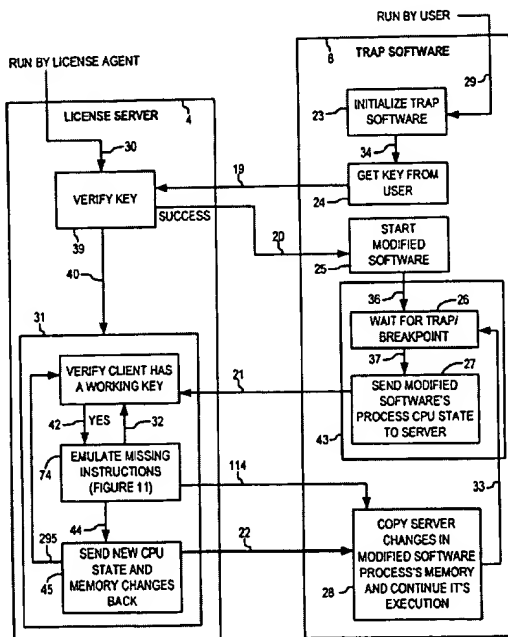 RUN BY USER
8
TRAP SOFTWARE
29
RUN BY LICENSE AGENT
LICENSE SERVER
4
23
INITIALIZE TRAP
SOFTWARE
30
34
19
GET KEY FROM
USER
24
VERIFY KEY
SUCCESS
39
20
START
MODIFIED
SOFTWARE
25
40
36
26
31
WAIT FOR TRAP/
BREAKPOINT
37
27
VERIFY CLIENT HAS
A WORKING KEY
21
SEND MODIFIED
SOFTWARE'S
PROCESS CPU STATE
TO SERVER
42
YES
32
43
EMULATE MISSING
INSTRUCTIONS
(FIGURE 11)
74
114
33
44
295
SEND NEW CPU
STATE AND
MEMORY CHANGES
BACK
45
22
COPY SERVER
CHANGES IN
MODIFIED SOFTWARE
PROCESS'S MEMORY
AND CONTINUE IT'S
EXECUTION
28